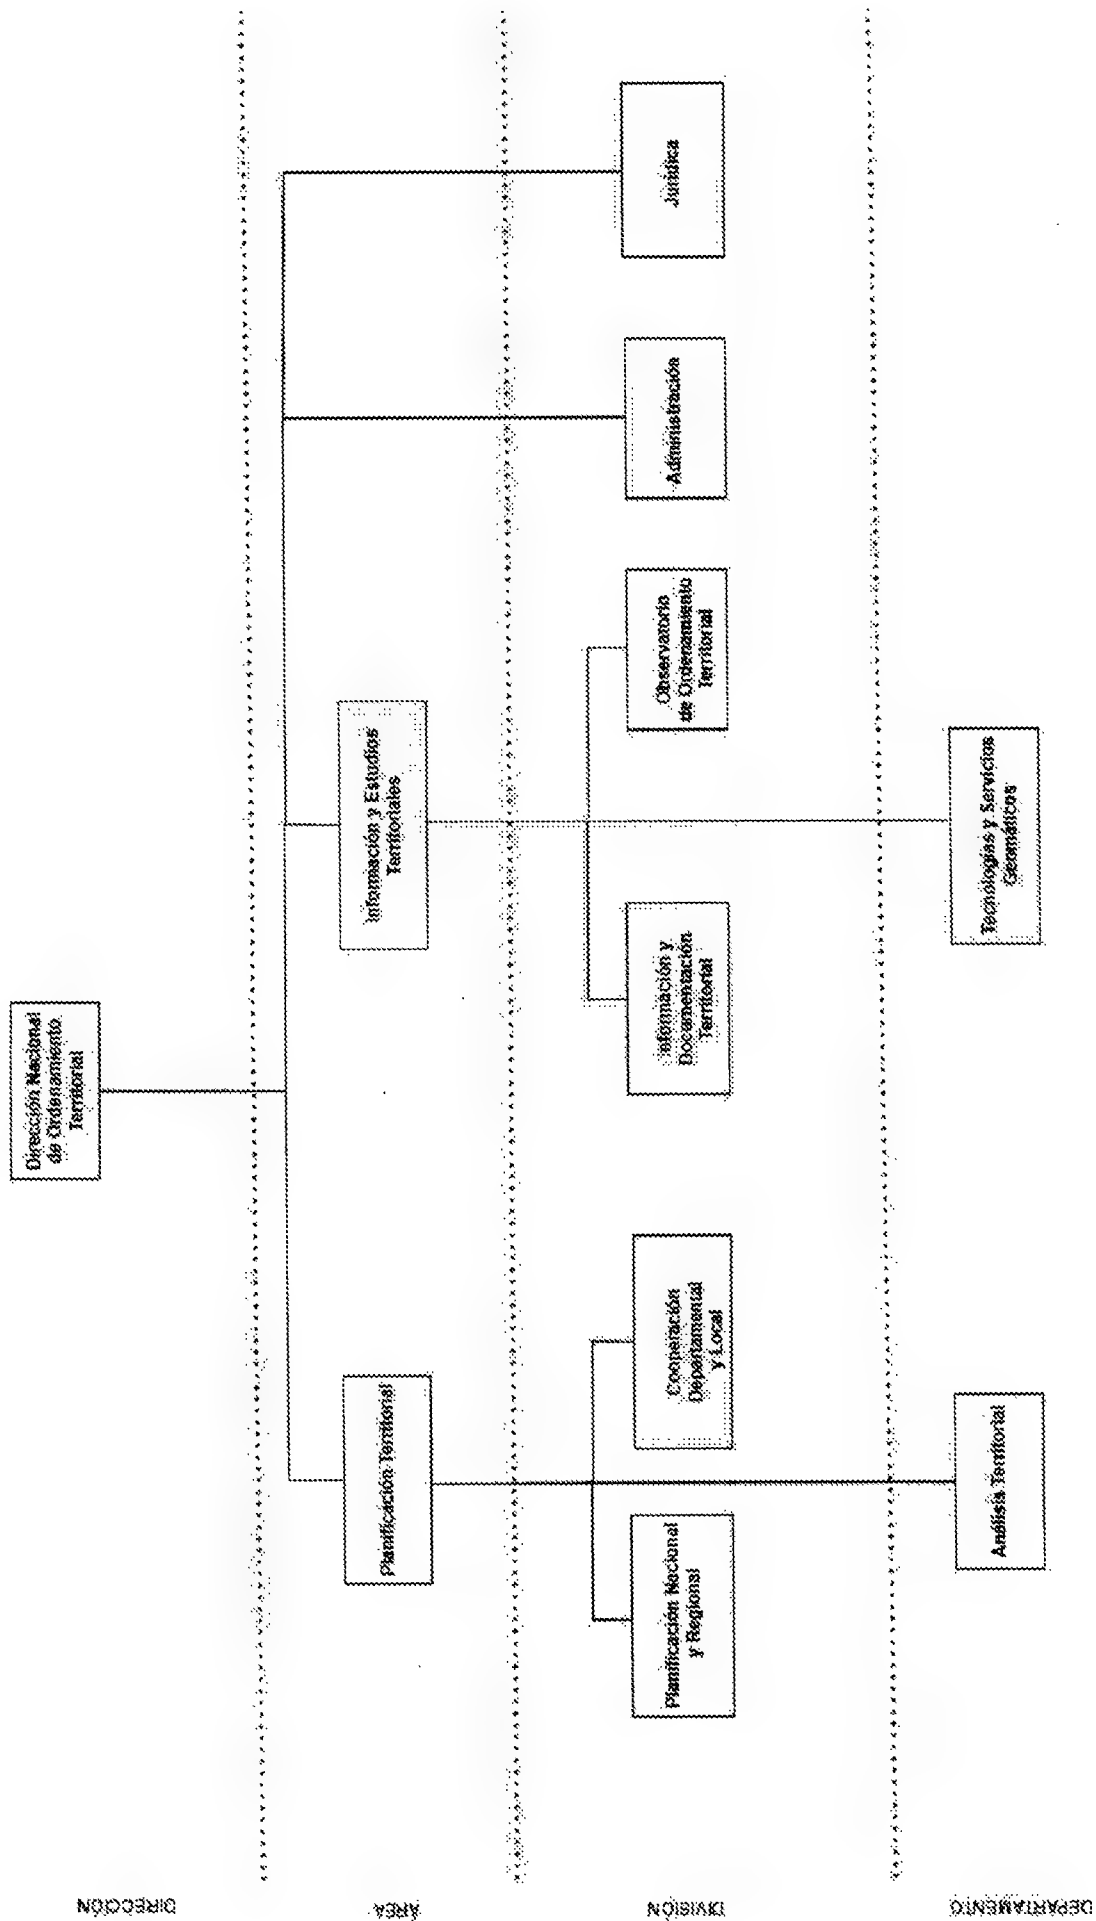 DIRECCIÓN
Dirección Nacional
de Ordenamiento
Territorial
ÁREA
Planificación Territorial
Información y Estudios
Territoriales
DIVISIÓN
Planificación Nacional
y Regional
Cooperación
Departamental
y Local
Información y
Documentación
Territorial
Observatorio
de Ordenamiento
Territorial
Administración
Jurídica
DEPARTAMENTO
Análisis Territorial
Tecnologías y Servicios
Geomáticos